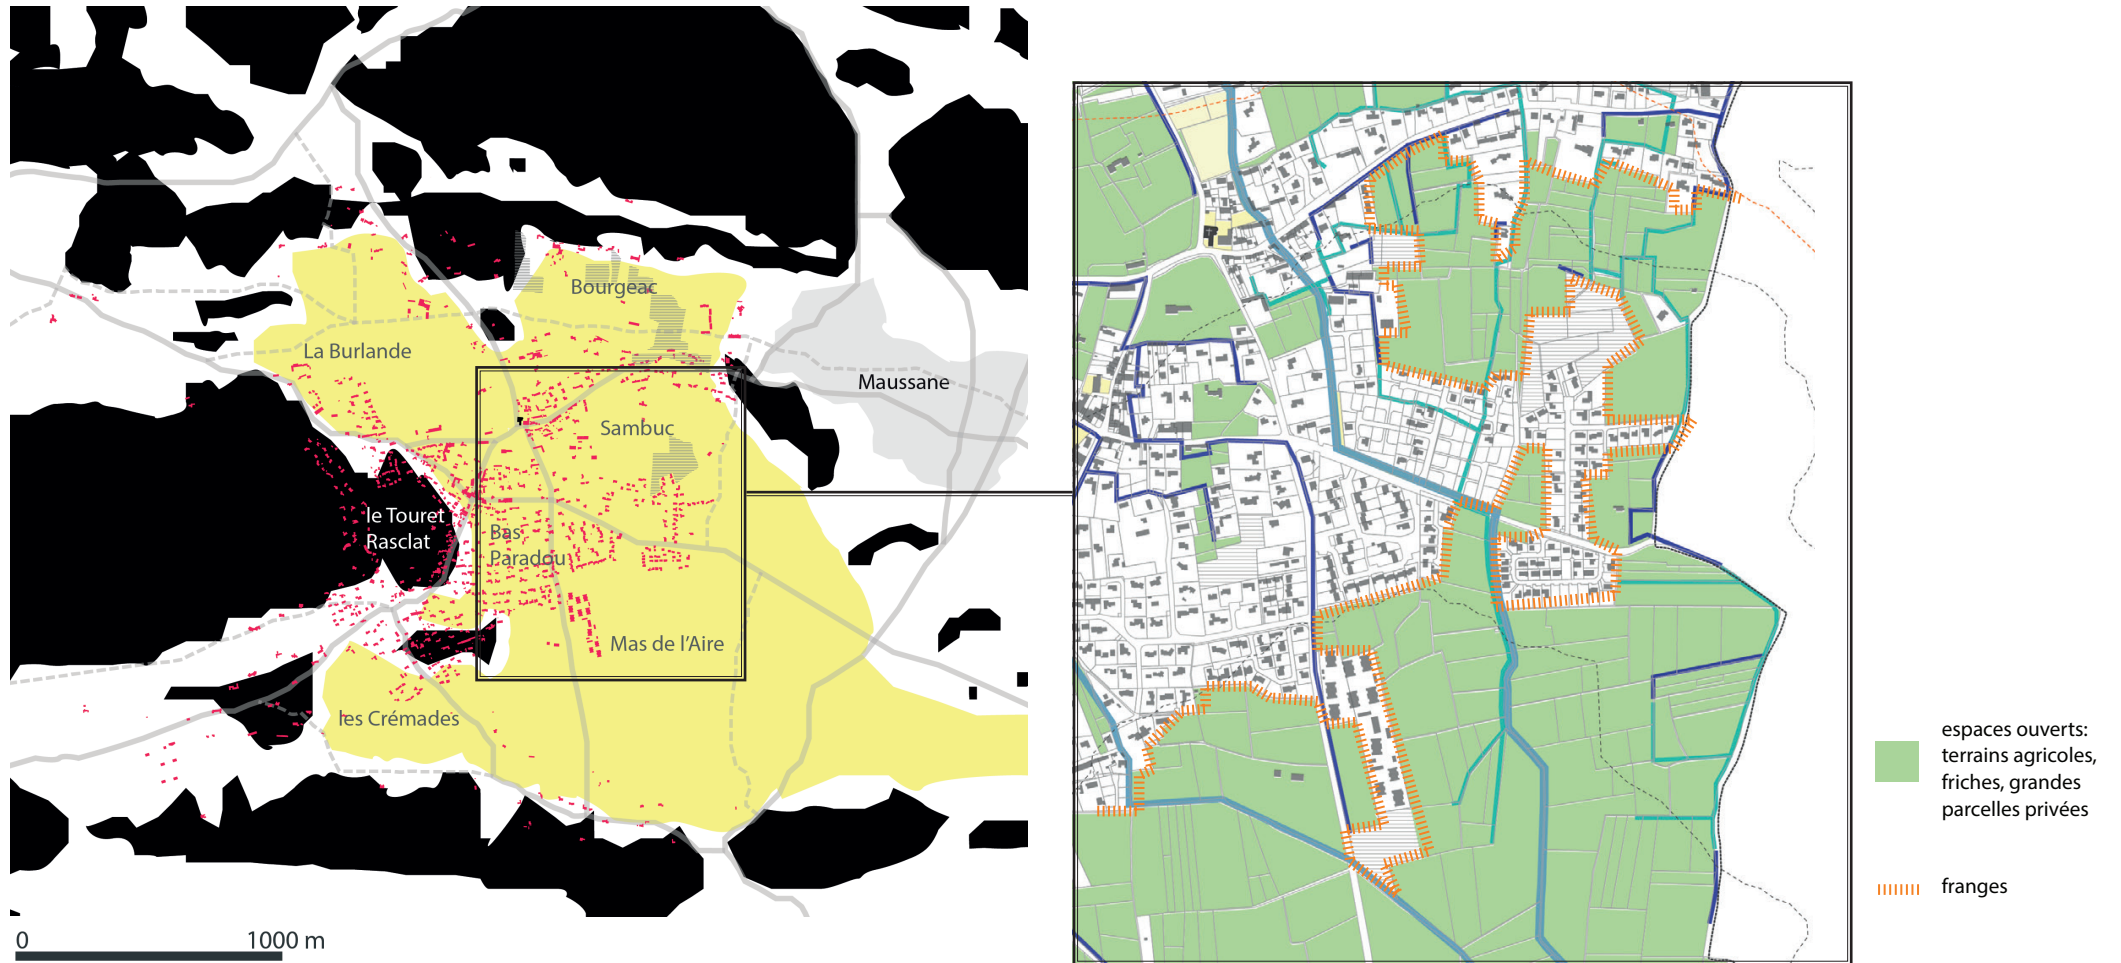 Bourgeac
La Burlande
Maussane
Sambuc
le Touret
Rasclat
Bas
Paradou
Mas de l'Aire
les Crémades
0
1000 m
espaces ouverts:
terrains agricoles,
friches, grandes
parcelles privées
franges